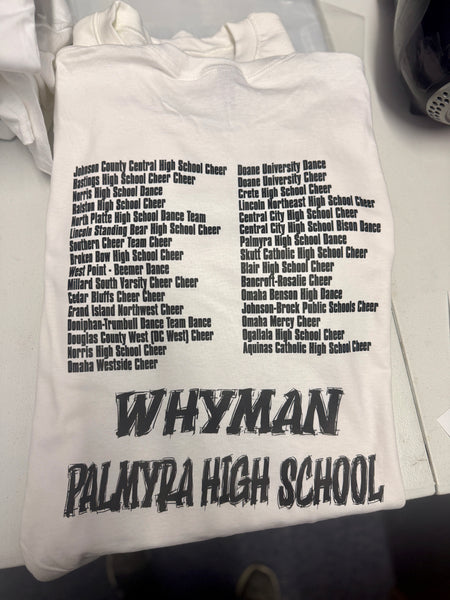 Johnson County Central High School Cheer
Hastings High School Cheer Cheer
Norris High School Dance
High School Cheer
North Platte High School Dance Team
Lincoln Standing Bear High School Cheer
Southern Cheer Team Cheer
Broken Bow High School Cheer
West Point - Beemer Dance
Millard South Varsity Cheer Cheer
Cedar Bluffs Cheer Cheer
Grand Island Northwest Cheer
Doniphan-Trumbull Dance Team Dance
Douglas County West (DC West) Cheer
Norris High School Cheer
Omaha Westside Cheer
Doane University Dance
Doane University Cheer
Crete High School Cheer
Lincoln Northeast High School Cheer
Central City High School Cheer
Central City High School Bison Dance
Palmyra High School Dance
Skutt Catholic High School Cheer
Blair High School Cheer
Bancroft-Rosalie Cheer
Omaha Benson High Dance
Johnson-Brock Public Schools Cheer
Omaha Mercy Cheer
Ogallala High School Cheer
Aquinas Catholic High School Cheer
WHYMAN
PALMYRA HIGH SCHOOL